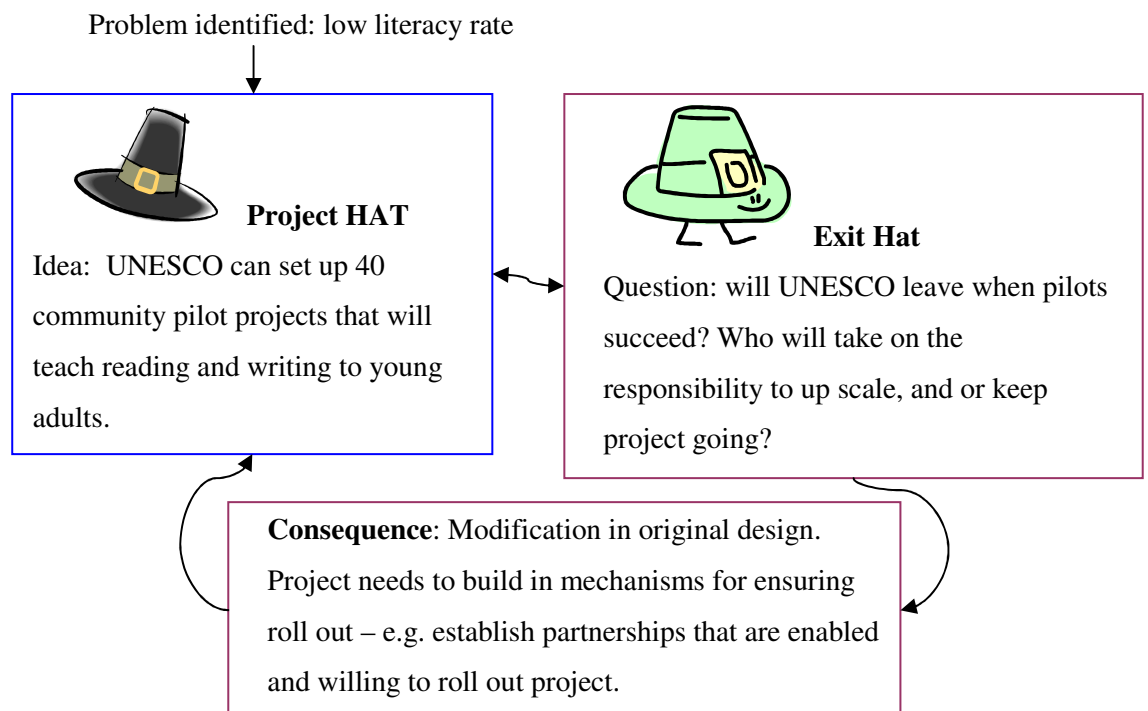 Problem identified: low literacy rate
Project HAT
Idea: UNESCO can set up 40
community pilot projects that will
teach reading and writing to young
adults.
Exit Hat
Question: will UNESCO leave when pilots
succeed? Who will take on the
responsibility to up scale, and or keep
project going?
Consequence: Modification in original design.
Project needs to build in mechanisms for ensuring
roll out – e.g. establish partnerships that are enabled
and willing to roll out project.